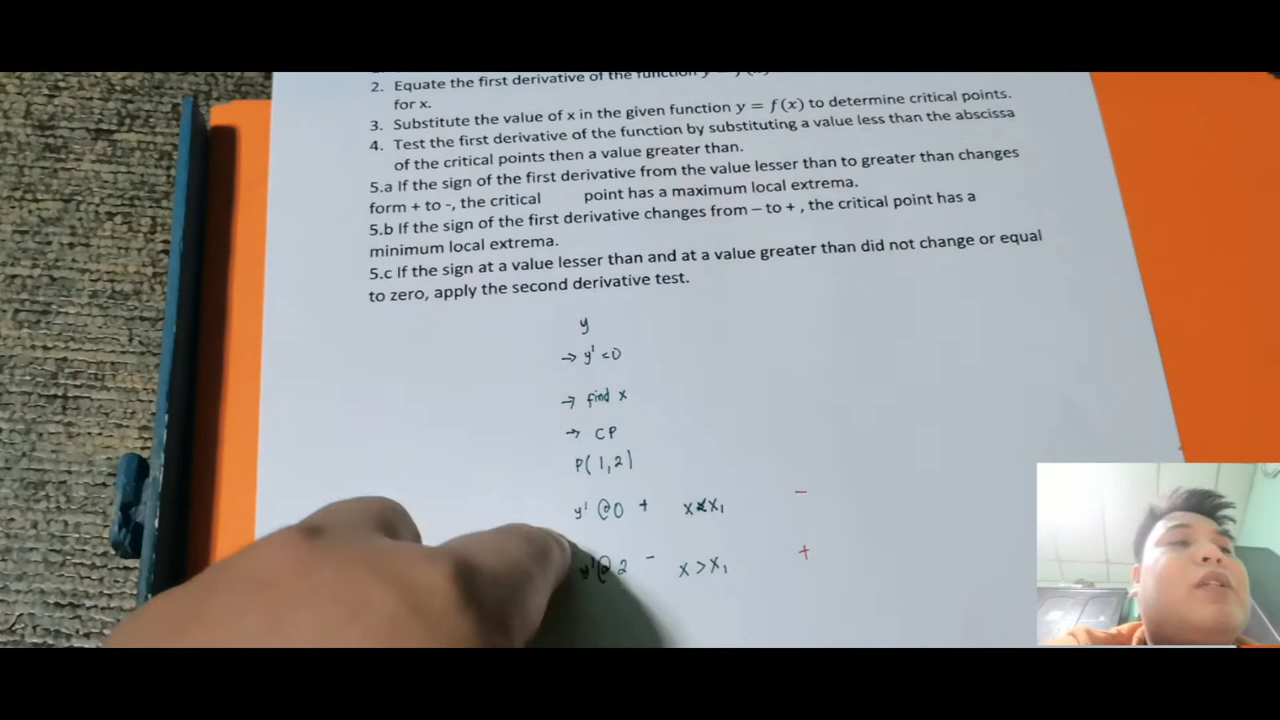 2. Equate the first derivative of the function y
for x.
3. Substitute the value of x in the given function y = f(x) to determine critical points.
4. Test the first derivative of the function by substituting a value less than the abscissa
of the critical points then a value greater than.
5.a If the sign of the first derivative from the value lesser than to greater than changes
form + to -, the critical point has a maximum local extrema.
5.b If the sign of the first derivative changes from – to + , the critical point has a
minimum local extrema.
5.c If the sign at a value lesser than and at a value greater than did not change or equal
to zero, apply the second derivative test.
y
→ y' = 0
→ find x
→ CP
P(1,2)
y' @0 + x<x₁ −
y'@2 − x>x₁ +